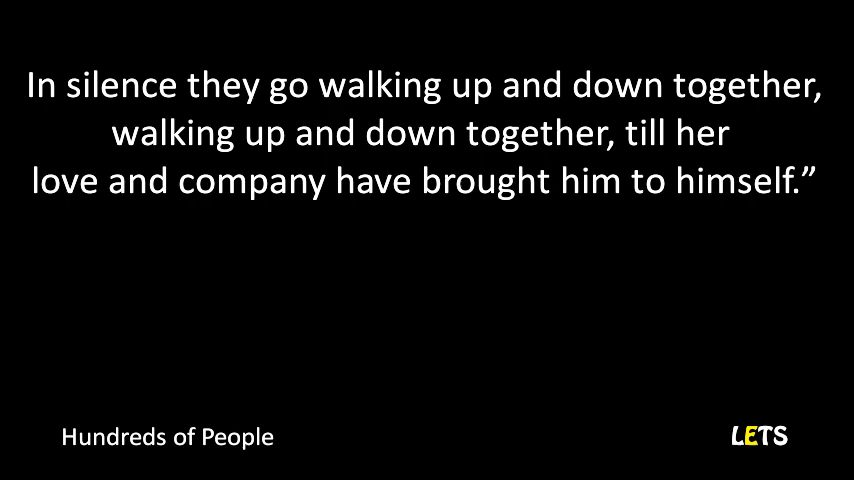 In silence they go walking up and down together,
walking up and down together, till her
love and company have brought him to himself.”
Hundreds of People
LETS